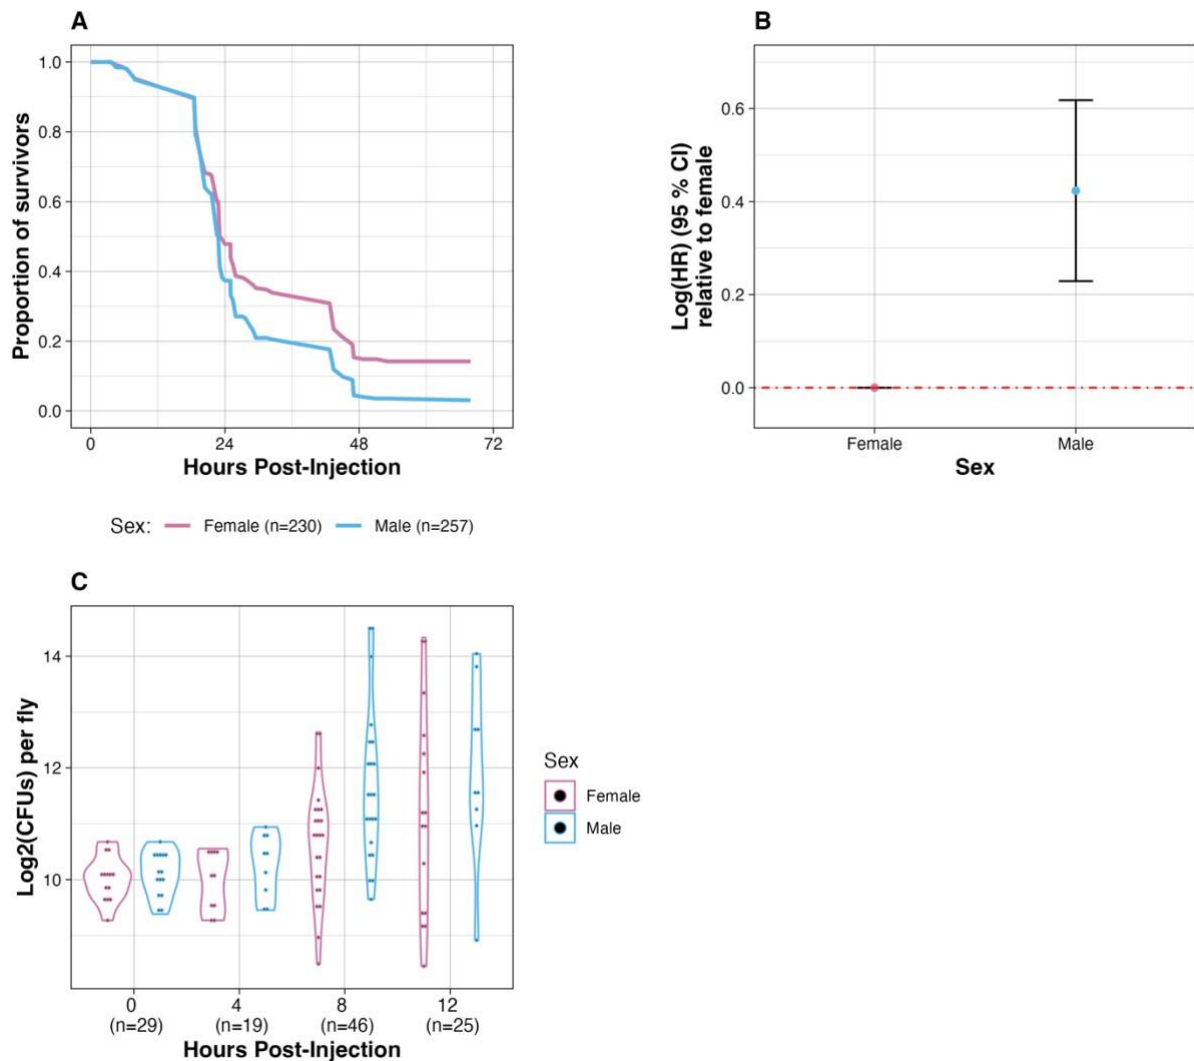 A
Proportion of survivors
1.0
0.8
0.6
0.4
0.2
0.0
0 24 48 72
Hours Post-Injection
Sex: Female (n=230) Male (n=257)
B
Log(HR) (95 % CI)
relative to female
0.6
0.4
0.2
0.0
Female Male
Sex
C
Log2(CFUs) per fly
14
12
10
0 4 8 12
(n=29) (n=19) (n=46) (n=25)
Hours Post-Injection
Sex
Female
Male